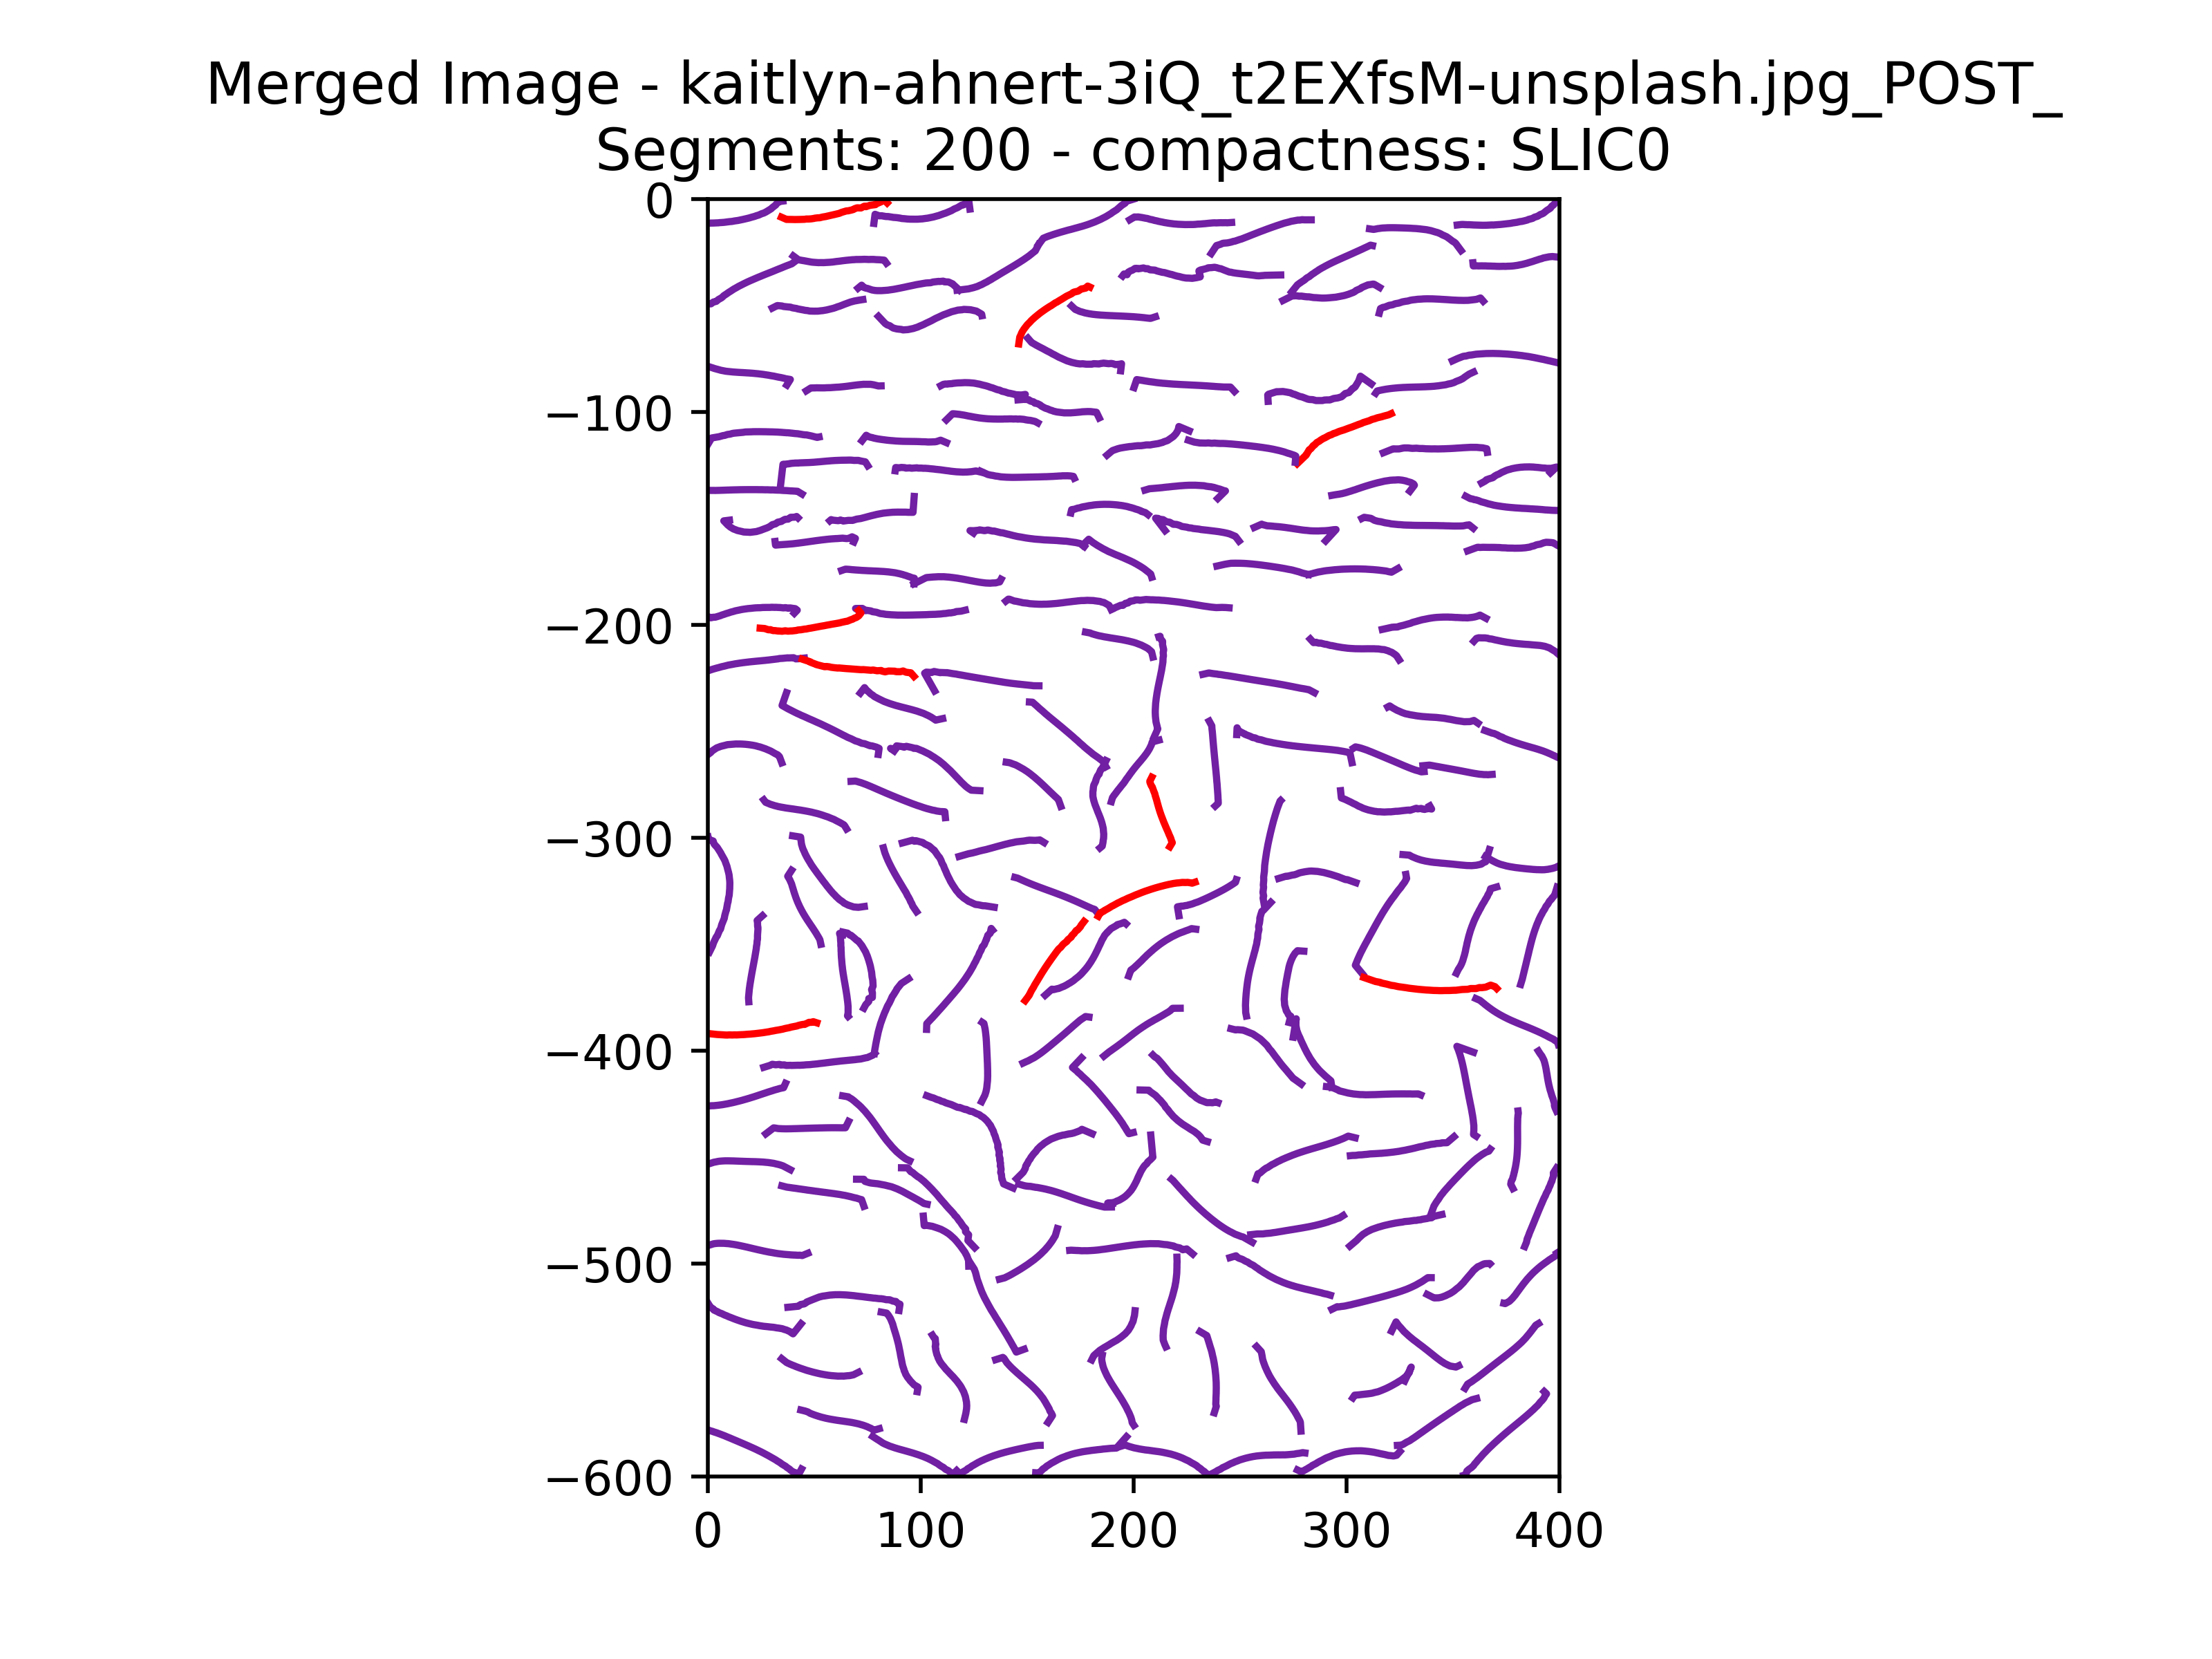 Merged Image - kaitlyn-ahnert-3iQ_t2EXfsM-unsplash.jpg_POST_
Segments: 200 - compactness: SLIC0
0
−100
−200
−300
−400
−500
−600
0 100 200 300 400